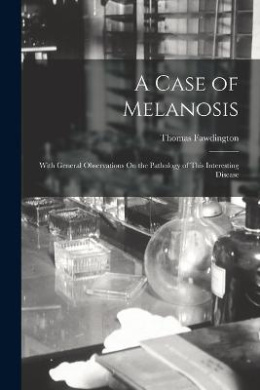 A Case of
Melanosis
Thomas Fawdington
With General Observations On the Pathology of This Interesting
Disease